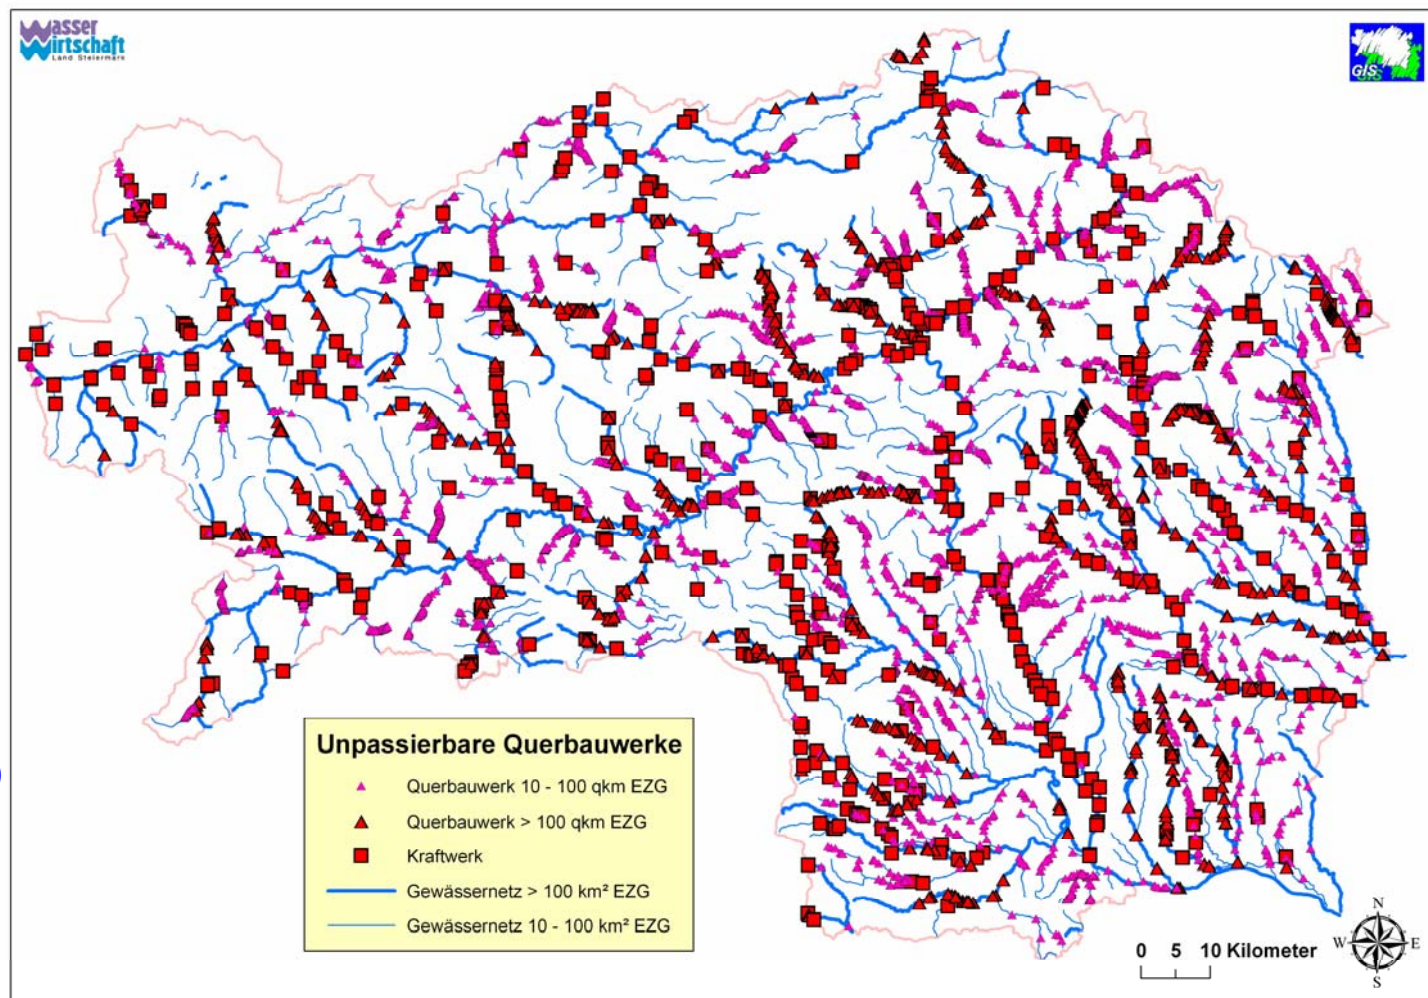 Wasser
Wirtschaft
Land Steiermark
GIS
GIS
Unpassierbare Querbauwerke
Querbauwerk 10 - 100 qkm EZG
Querbauwerk > 100 qkm EZG
Kraftwerk
Gewässernetz > 100 km² EZG
Gewässernetz 10 - 100 km² EZG
0 5 10 Kilometer
N
W E
S